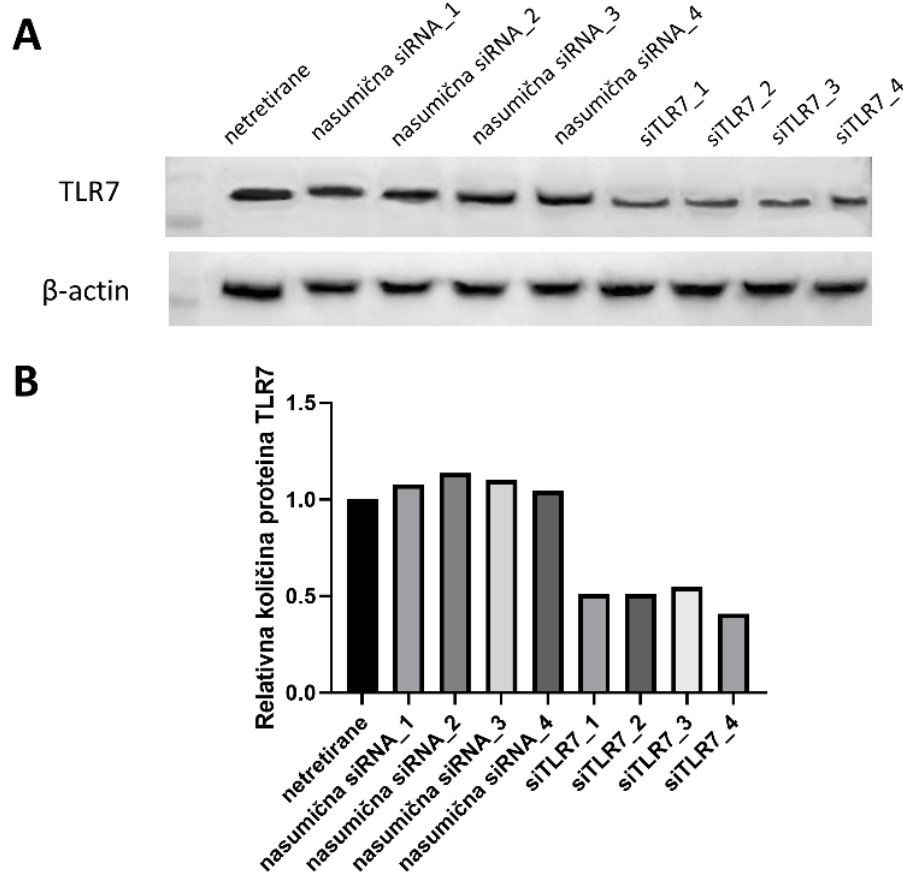 A
netretirane
nasumična siRNA_1
nasumična siRNA_2
nasumična siRNA_3
nasumična siRNA_4
siTLR7_1
siTLR7_2
siTLR7_3
siTLR7_4
TLR7
β-actin
B
Relativna količina proteina TLR7
1.5
1.0
0.5
0.0
netretirane
nasumična siRNA_1
nasumična siRNA_2
nasumična siRNA_3
nasumična siRNA_4
siTLR7_1
siTLR7_2
siTLR7_3
siTLR7_4